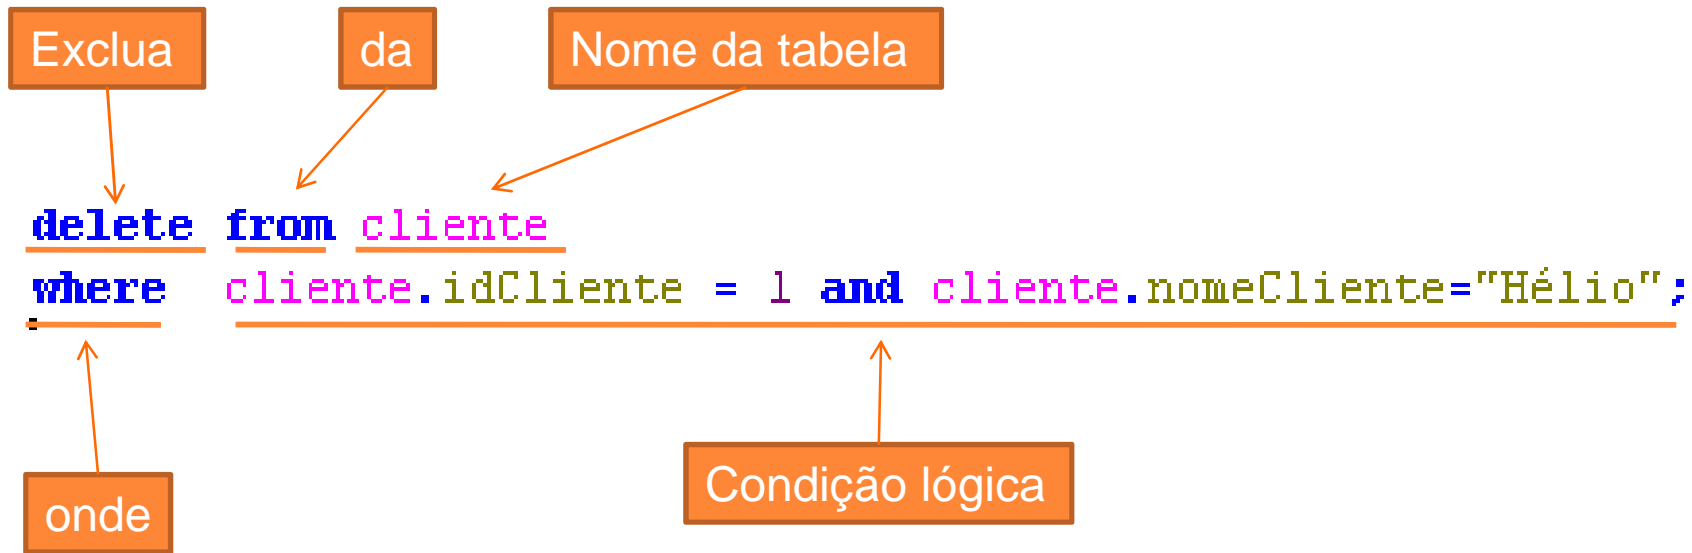 Exclua
da
Nome da tabela
delete from cliente
where cliente.idCliente = 1 and cliente.nomeCliente="Hélio";
onde
Condição lógica